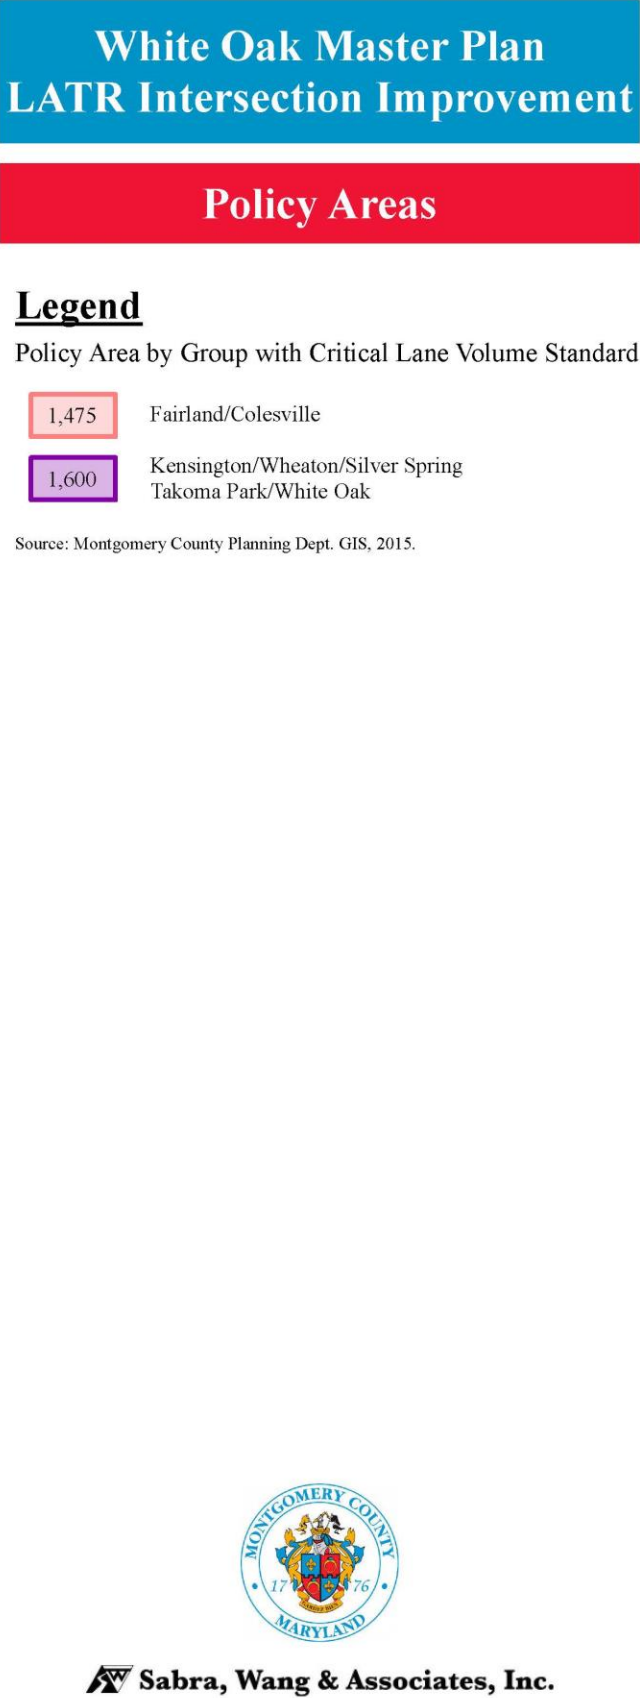 White Oak Master Plan
LATR Intersection Improvement
Policy Areas
Legend
Policy Area by Group with Critical Lane Volume Standard
1,475 Fairland/Colesville
1,600 Kensington/Wheaton/Silver Spring
Takoma Park/White Oak
Source: Montgomery County Planning Dept. GIS, 2015.
MONTGOMERY COUNTY
17 76
MARYLAND
Sabra, Wang & Associates, Inc.